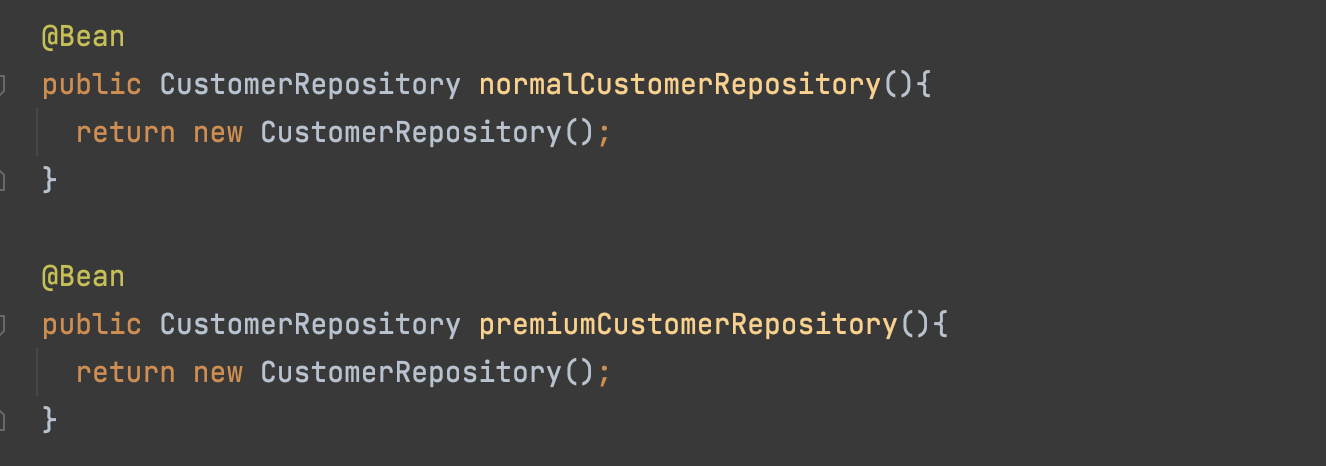 @Bean
public CustomerRepository normalCustomerRepository(){
return new CustomerRepository();
}
@Bean
public CustomerRepository premiumCustomerRepository(){
return new CustomerRepository();
}